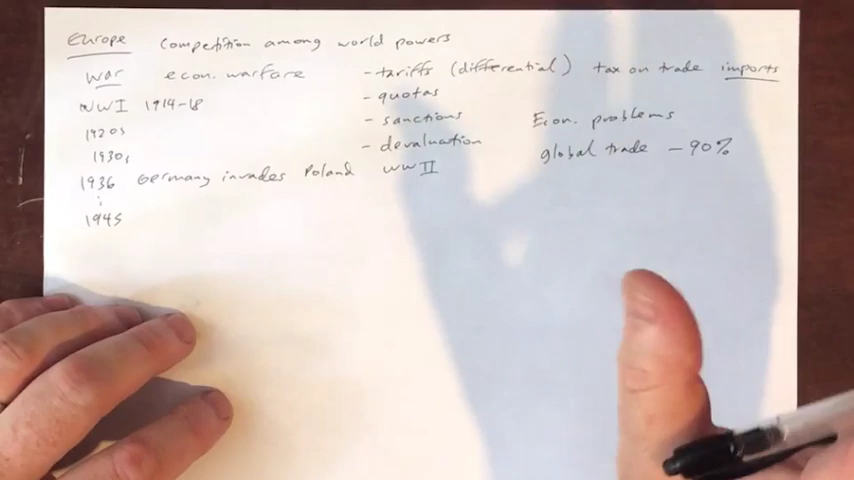 Europe competition among world powers
war econ. warfare - tariffs (differential) tax on trade imports
WWI 1914-18 - quotas
1920s - sanctions Econ. problems
1930s - devaluation global trade -90%
1936 Germany invades Poland WWII
:
1945